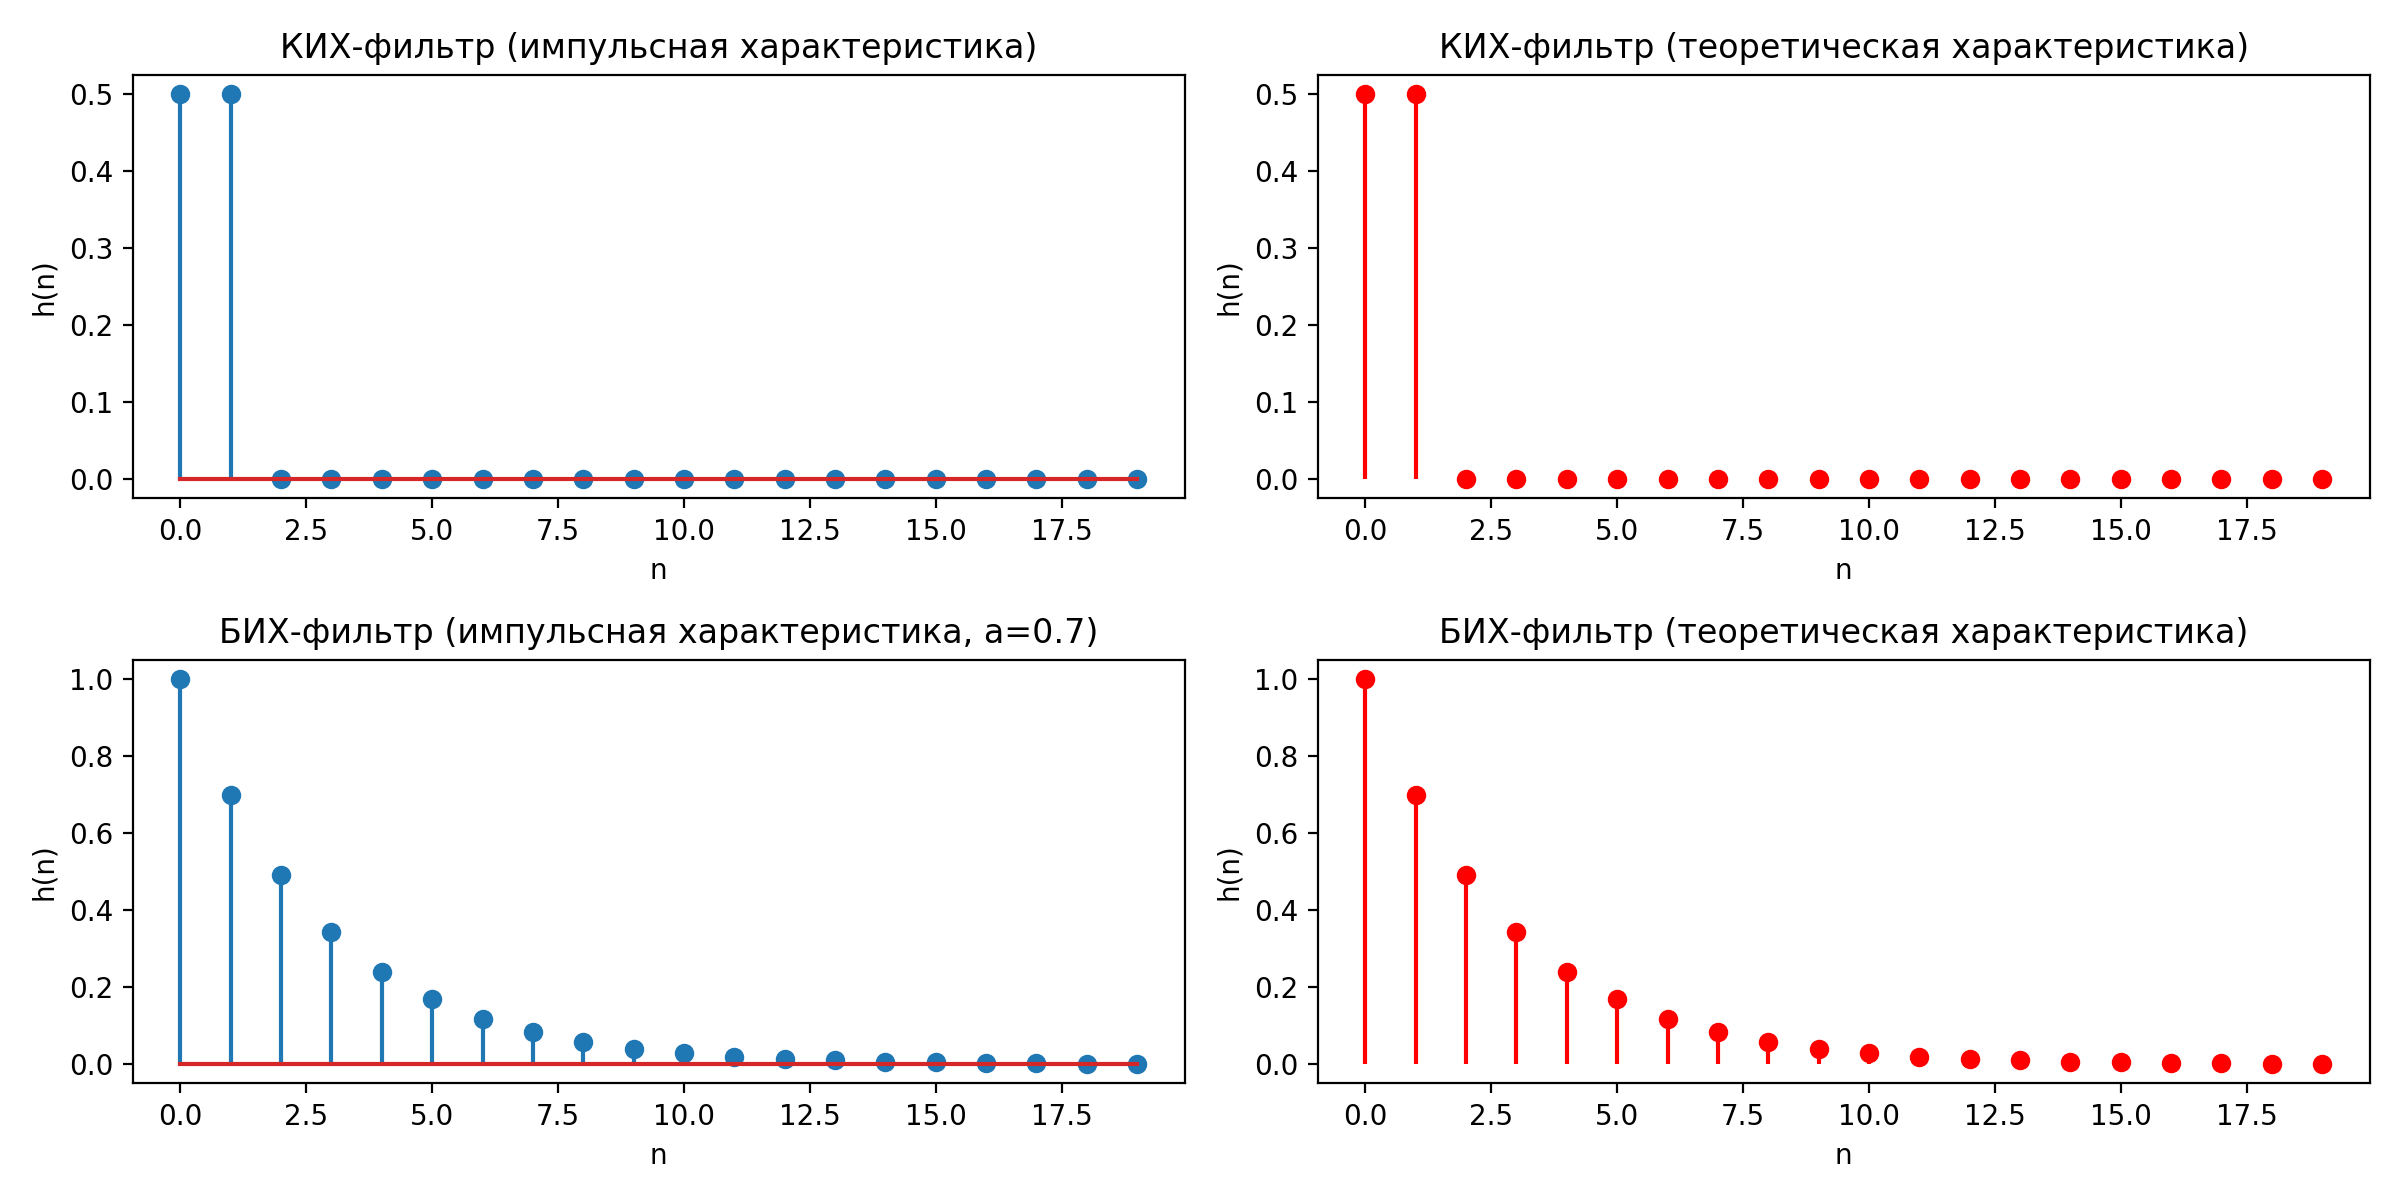 КИХ-фильтр (импульсная характеристика)
0.5
0.4
0.3
0.2
0.1
0.0
h(n)
0.0 2.5 5.0 7.5 10.0 12.5 15.0 17.5
n
КИХ-фильтр (теоретическая характеристика)
0.5
0.4
0.3
0.2
0.1
0.0
h(n)
0.0 2.5 5.0 7.5 10.0 12.5 15.0 17.5
n
БИХ-фильтр (импульсная характеристика, a=0.7)
1.0
0.8
0.6
0.4
0.2
0.0
h(n)
0.0 2.5 5.0 7.5 10.0 12.5 15.0 17.5
n
БИХ-фильтр (теоретическая характеристика)
1.0
0.8
0.6
0.4
0.2
0.0
h(n)
0.0 2.5 5.0 7.5 10.0 12.5 15.0 17.5
n